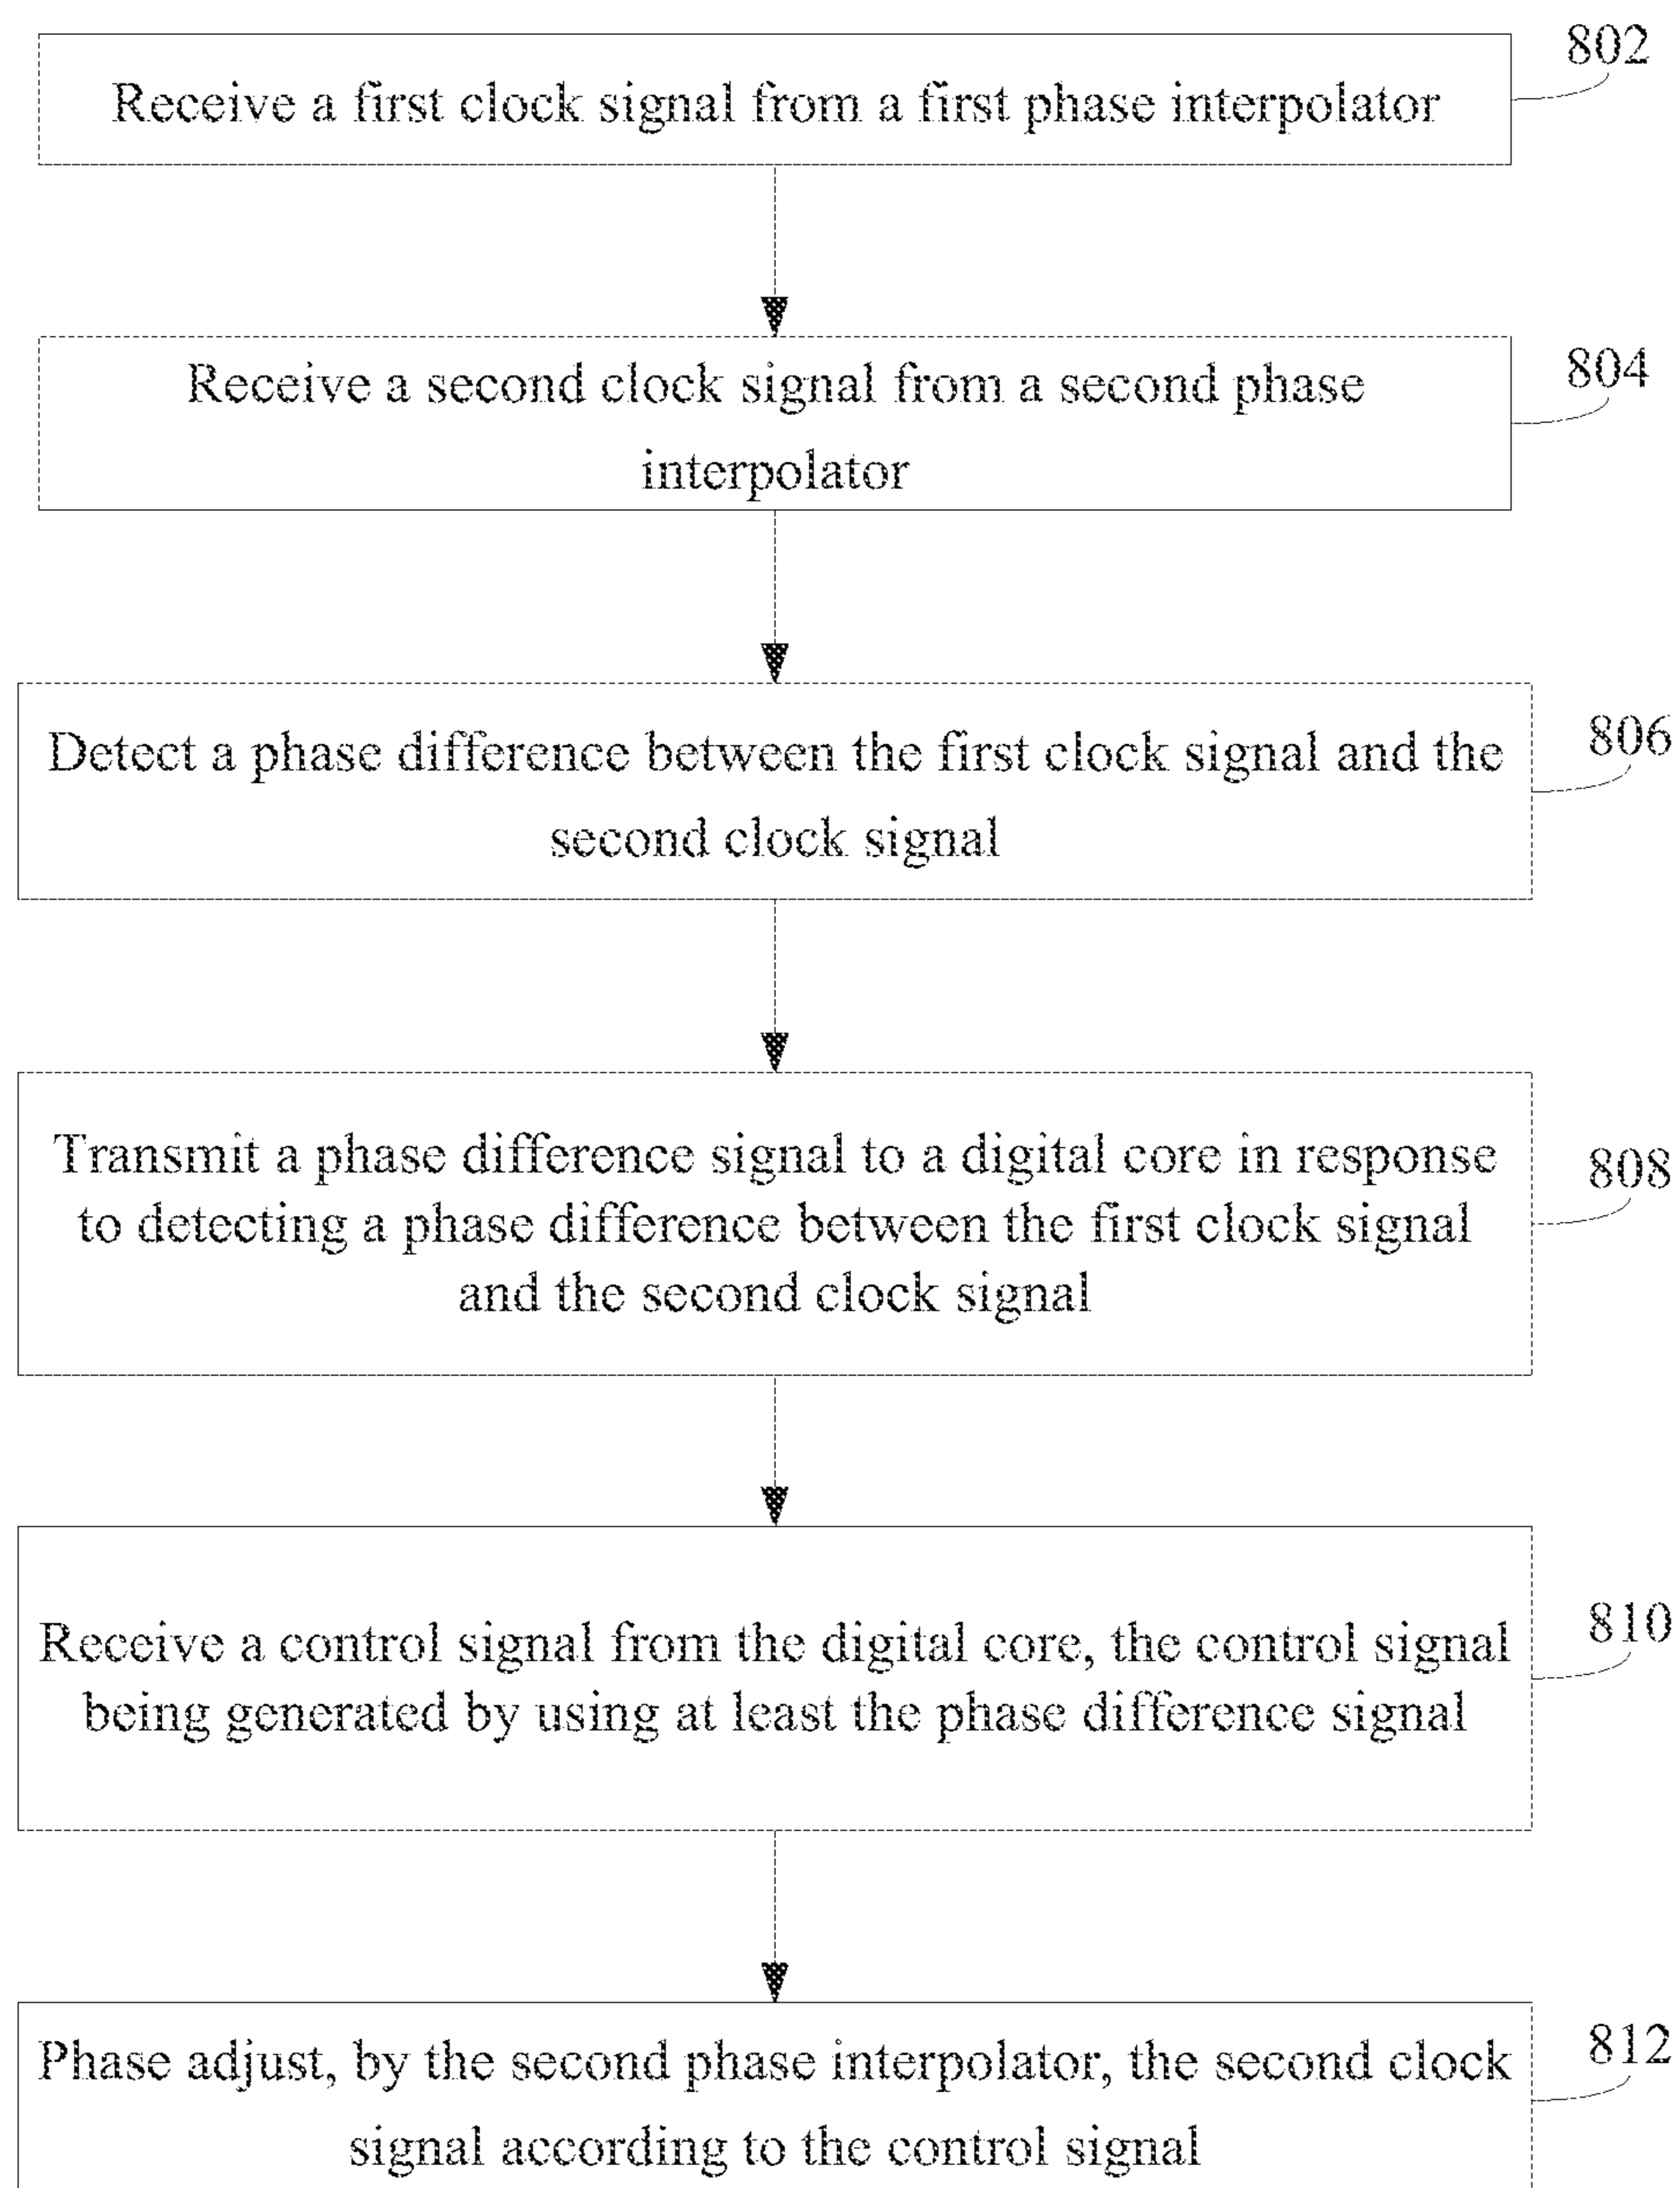 802
Receive a first clock signal from a first phase interpolator
804
Receive a second clock signal from a second phase
interpolator
806
Detect a phase difference between the first clock signal and the
second clock signal
808
Transmit a phase difference signal to a digital core in response
to detecting a phase difference between the first clock signal
and the second clock signal
810
Receive a control signal from the digital core, the control signal
being generated by using at least the phase difference signal
812
Phase adjust, by the second phase interpolator, the second clock
signal according to the control signal